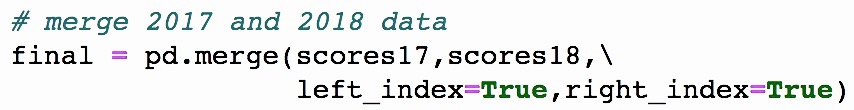 # merge 2017 and 2018 data
final = pd.merge(scores17,scores18,\
left_index=True,right_index=True)